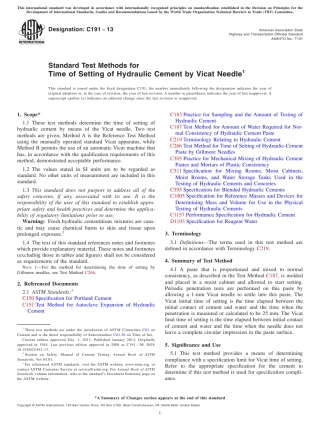 This international standard was developed in accordance with internationally recognized principles on standardization established in the Decision on Principles for the
Development of International Standards, Guides and Recommendations issued by the World Trade Organization Technical Barriers to Trade (TBT) Committee.
Designation: C191 - 13
American Association State
Highway and Transportation Officials Standard
AASHTO No.: T131
INTERNATIONAL
Standard Test Methods for
Time of Setting of Hydraulic Cement by Vicat Needle¹
This standard is issued under the fixed designation C191; the number immediately following the designation indicates the year of
original adoption or, in the case of revision, the year of last revision. A number in parentheses indicates the year of last reapproval. A
superscript epsilon (ε) indicates an editorial change since the last revision or reapproval.
1. Scope*
1.1 These test methods determine the time of setting of
hydraulic cement by means of the Vicat needle. Two test
methods are given; Method A is the Reference Test Method
using the manually operated standard Vicat apparatus, while
Method B permits the use of an automatic Vicat machine that
has, in accordance with the qualification requirements of this
method, demonstrated acceptable performance.
1.2 The values stated in SI units are to be regarded as
standard. No other units of measurement are included in this
standard.
1.3 This standard does not purport to address all of the
safety concerns, if any, associated with its use. It is the
responsibility of the user of this standard to establish appro-
priate safety and health practices and determine the applica-
bility of regulatory limitations prior to use.
Warning: Fresh hydraulic cementitious mixtures are caus-
tic and may cause chemical burns to skin and tissue upon
prolonged exposure.²
1.4 The text of this standard references notes and footnotes
which provide explanatory material. These notes and footnotes
(excluding those in tables and figures) shall not be considered
as requirements of the standard.
NOTE 1—For the method for determining the time of setting by
Gillmore needles, see Test Method C266.
2. Referenced Documents
2.1 ASTM Standards:³
C150 Specification for Portland Cement
C151 Test Method for Autoclave Expansion of Hydraulic
Cement
¹ These test methods are under the jurisdiction of ASTM Committee C01 on
Cement and is the direct responsibility of Subcommittee C01.30 on Time of Set.
Current edition approved Dec. 1, 2013. Published January 2014. Originally
approved in 1944. Last previous edition approved in 2008 as C191 – 08. DOI:
10.1520/C0191-13.
² Section on Safety, Manual of Cement Testing, Annual Book of ASTM
Standards, Vol 04.01.
³ For referenced ASTM standards, visit the ASTM website, www.astm.org, or
contact ASTM Customer Service at service@astm.org. For Annual Book of ASTM
Standards volume information, refer to the standard's Document Summary page on
the ASTM website.
C183 Practice for Sampling and the Amount of Testing of
Hydraulic Cement
C187 Test Method for Amount of Water Required for Nor-
mal Consistency of Hydraulic Cement Paste
C219 Terminology Relating to Hydraulic Cement
C266 Test Method for Time of Setting of Hydraulic-Cement
Paste by Gillmore Needles
C305 Practice for Mechanical Mixing of Hydraulic Cement
Pastes and Mortars of Plastic Consistency
C511 Specification for Mixing Rooms, Moist Cabinets,
Moist Rooms, and Water Storage Tanks Used in the
Testing of Hydraulic Cements and Concretes
C595 Specification for Blended Hydraulic Cements
C1005 Specification for Reference Masses and Devices for
Determining Mass and Volume for Use in the Physical
Testing of Hydraulic Cements
C1157 Performance Specification for Hydraulic Cement
D1193 Specification for Reagent Water
3. Terminology
3.1 Definitions—The terms used in this test method are
defined in accordance with Terminology C219.
4. Summary of Test Method
4.1 A paste that is proportioned and mixed to normal
consistency, as described in the Test Method C187, is molded
and placed in a moist cabinet and allowed to start setting.
Periodic penetration tests are performed on this paste by
allowing a 1-mm Vicat needle to settle into this paste. The
Vicat initial time of setting is the time elapsed between the
initial contact of cement and water and the time when the
penetration is measured or calculated to be 25 mm. The Vicat
final time of setting is the time elapsed between initial contact
of cement and water and the time when the needle does not
leave a complete circular impression in the paste surface.
5. Significance and Use
5.1 This test method provides a means of determining
compliance with a specification limit for Vicat time of setting.
Refer to the appropriate specification for the cement to
determine if this test method is used for specification compli-
ance.
*A Summary of Changes section appears at the end of this standard
Copyright © ASTM International, 100 Barr Harbor Drive, PO Box C700, West Conshohocken, PA 19428-2959. United States
1